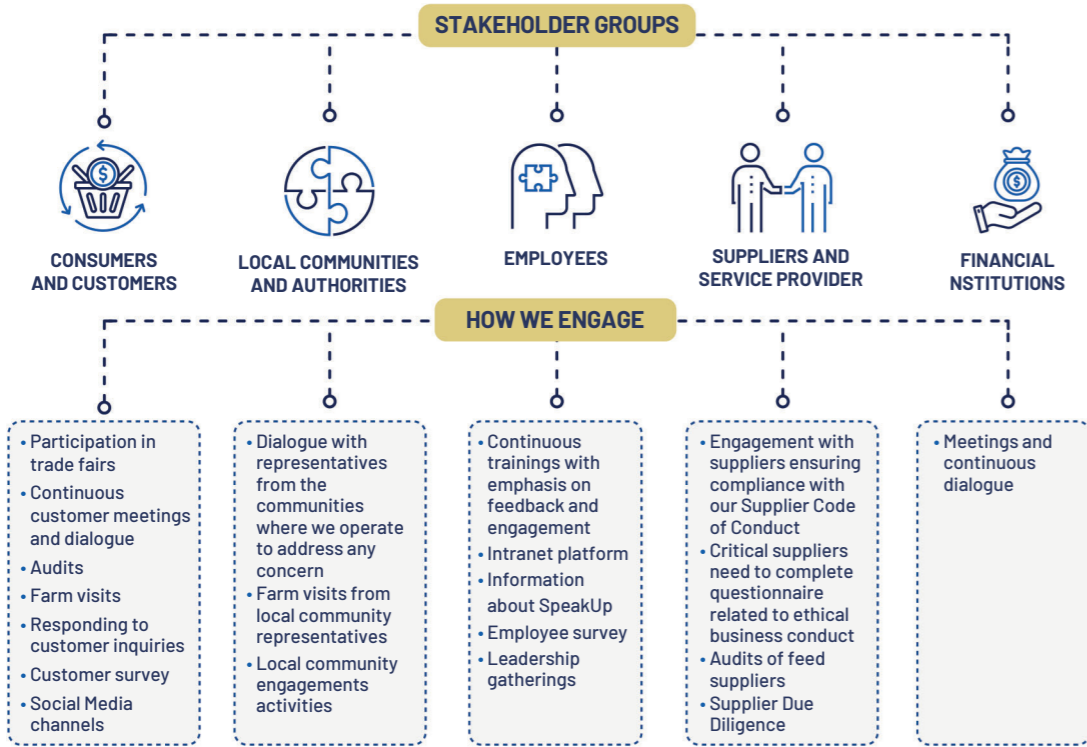 STAKEHOLDER GROUPS
CONSUMERS
AND CUSTOMERS
LOCAL COMMUNITIES
AND AUTHORITIES
EMPLOYEES
SUPPLIERS AND
SERVICE PROVIDER
FINANCIAL
NSTITUTIONS
HOW WE ENGAGE
• Participation in
trade fairs
• Continuous
customer meetings
and dialogue
• Audits
• Farm visits
• Responding to
customer inquiries
• Customer survey
• Social Media
channels
• Dialogue with
representatives
from the
communities
where we operate
to address any
concern
• Farm visits from
local community
representatives
• Local community
engagements
activities
• Continuous
trainings with
emphasis on
feedback and
engagement
• Intranet platform
• Information
about SpeakUp
• Employee survey
• Leadership
gatherings
• Engagement with
suppliers ensuring
compliance with
our Supplier Code
of Conduct
• Critical suppliers
need to complete
questionnaire
related to ethical
business conduct
• Audits of feed
suppliers
• Supplier Due
Diligence
• Meetings and
continuous
dialogue